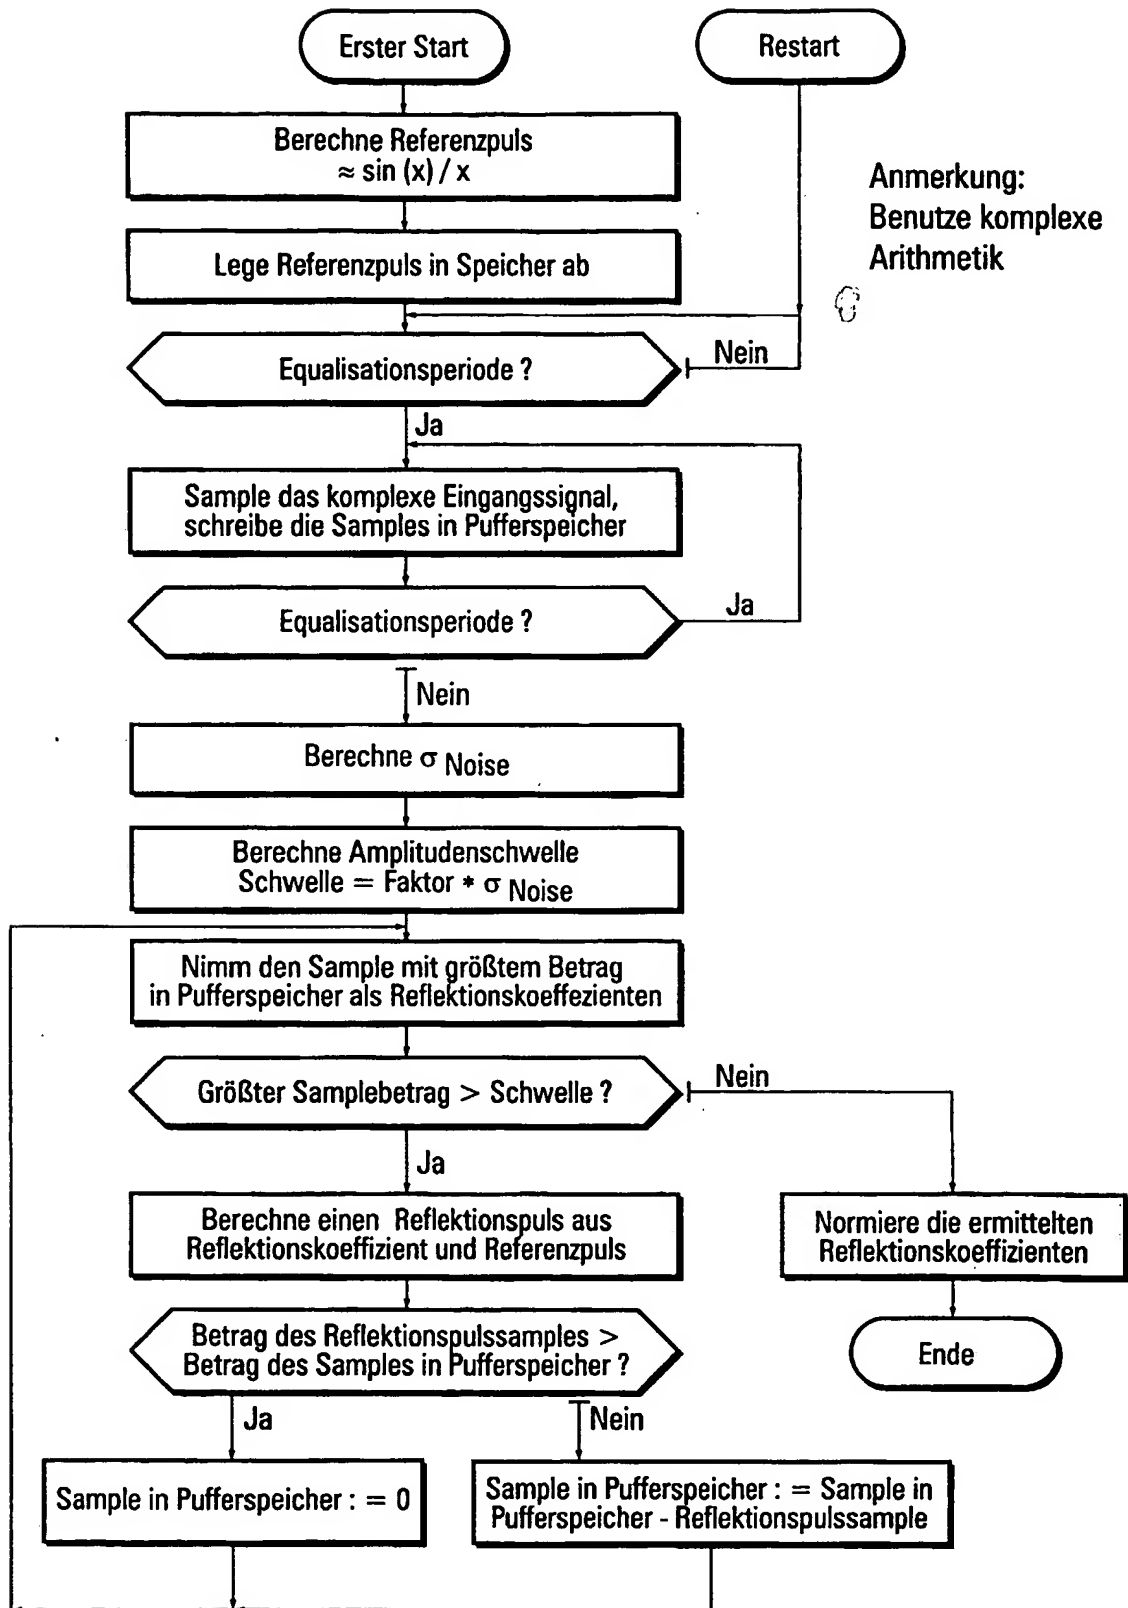 Erster Start
Restart
Berechne Referenzpuls
≈ sin (x) / x
Anmerkung:
Benutze komplexe
Arithmetik
Lege Referenzpuls in Speicher ab
Equalisationsperiode ?
Nein
Ja
Sample das komplexe Eingangssignal,
schreibe die Samples in Pufferspeicher
Equalisationsperiode ?
Ja
Nein
Berechne σ Noise
Berechne Amplitudenschwelle
Schwelle = Faktor * σ Noise
Nimm den Sample mit größtem Betrag
in Pufferspeicher als Reflektionskoeffezienten
Größter Samplebetrag > Schwelle ?
Nein
Ja
Berechne einen Reflektionspuls aus
Reflektionskoeffizient und Referenzpuls
Normiere die ermittelten
Reflektionskoeffizienten
Betrag des Reflektionspulssamples >
Betrag des Samples in Pufferspeicher ?
Ende
Ja
Nein
Sample in Pufferspeicher : = 0
Sample in Pufferspeicher : = Sample in
Pufferspeicher - Reflektionspulssample